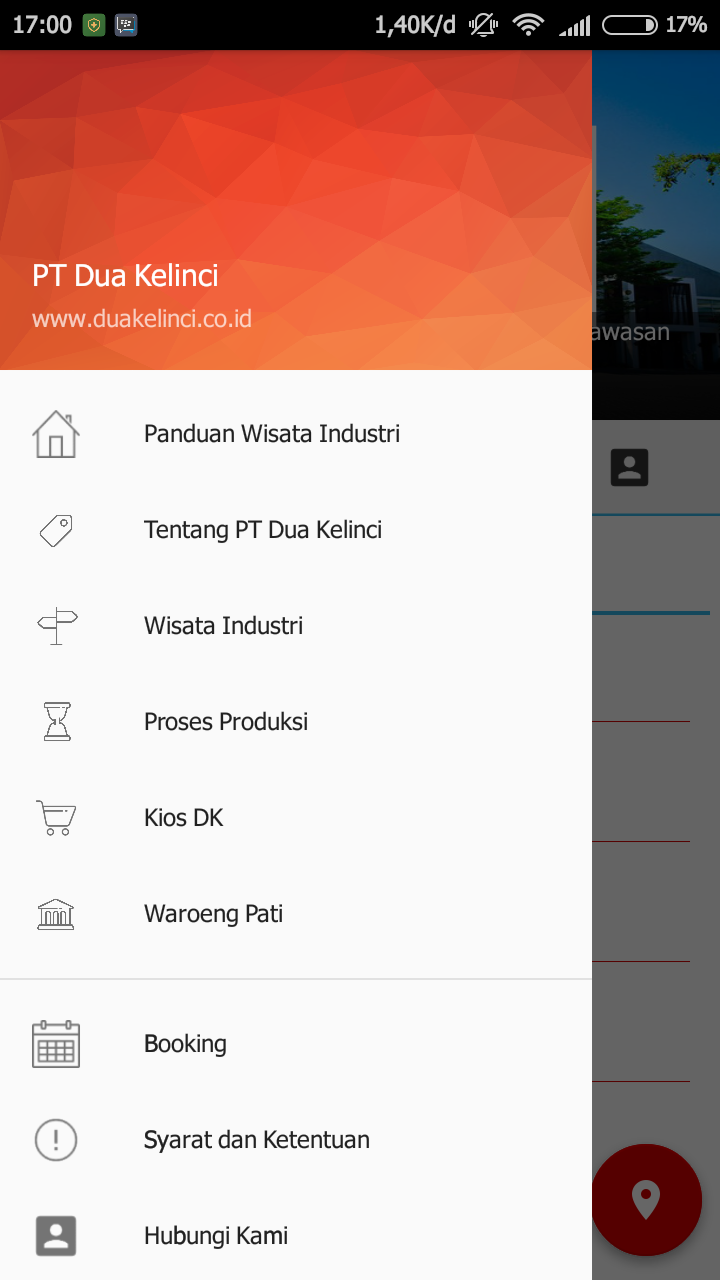 17:00 1,40K/d 17%
PT Dua Kelinci
www.duakelinci.co.id
awasan
Panduan Wisata Industri
Tentang PT Dua Kelinci
Wisata Industri
Proses Produksi
Kios DK
Waroeng Pati
Booking
Syarat dan Ketentuan
Hubungi Kami